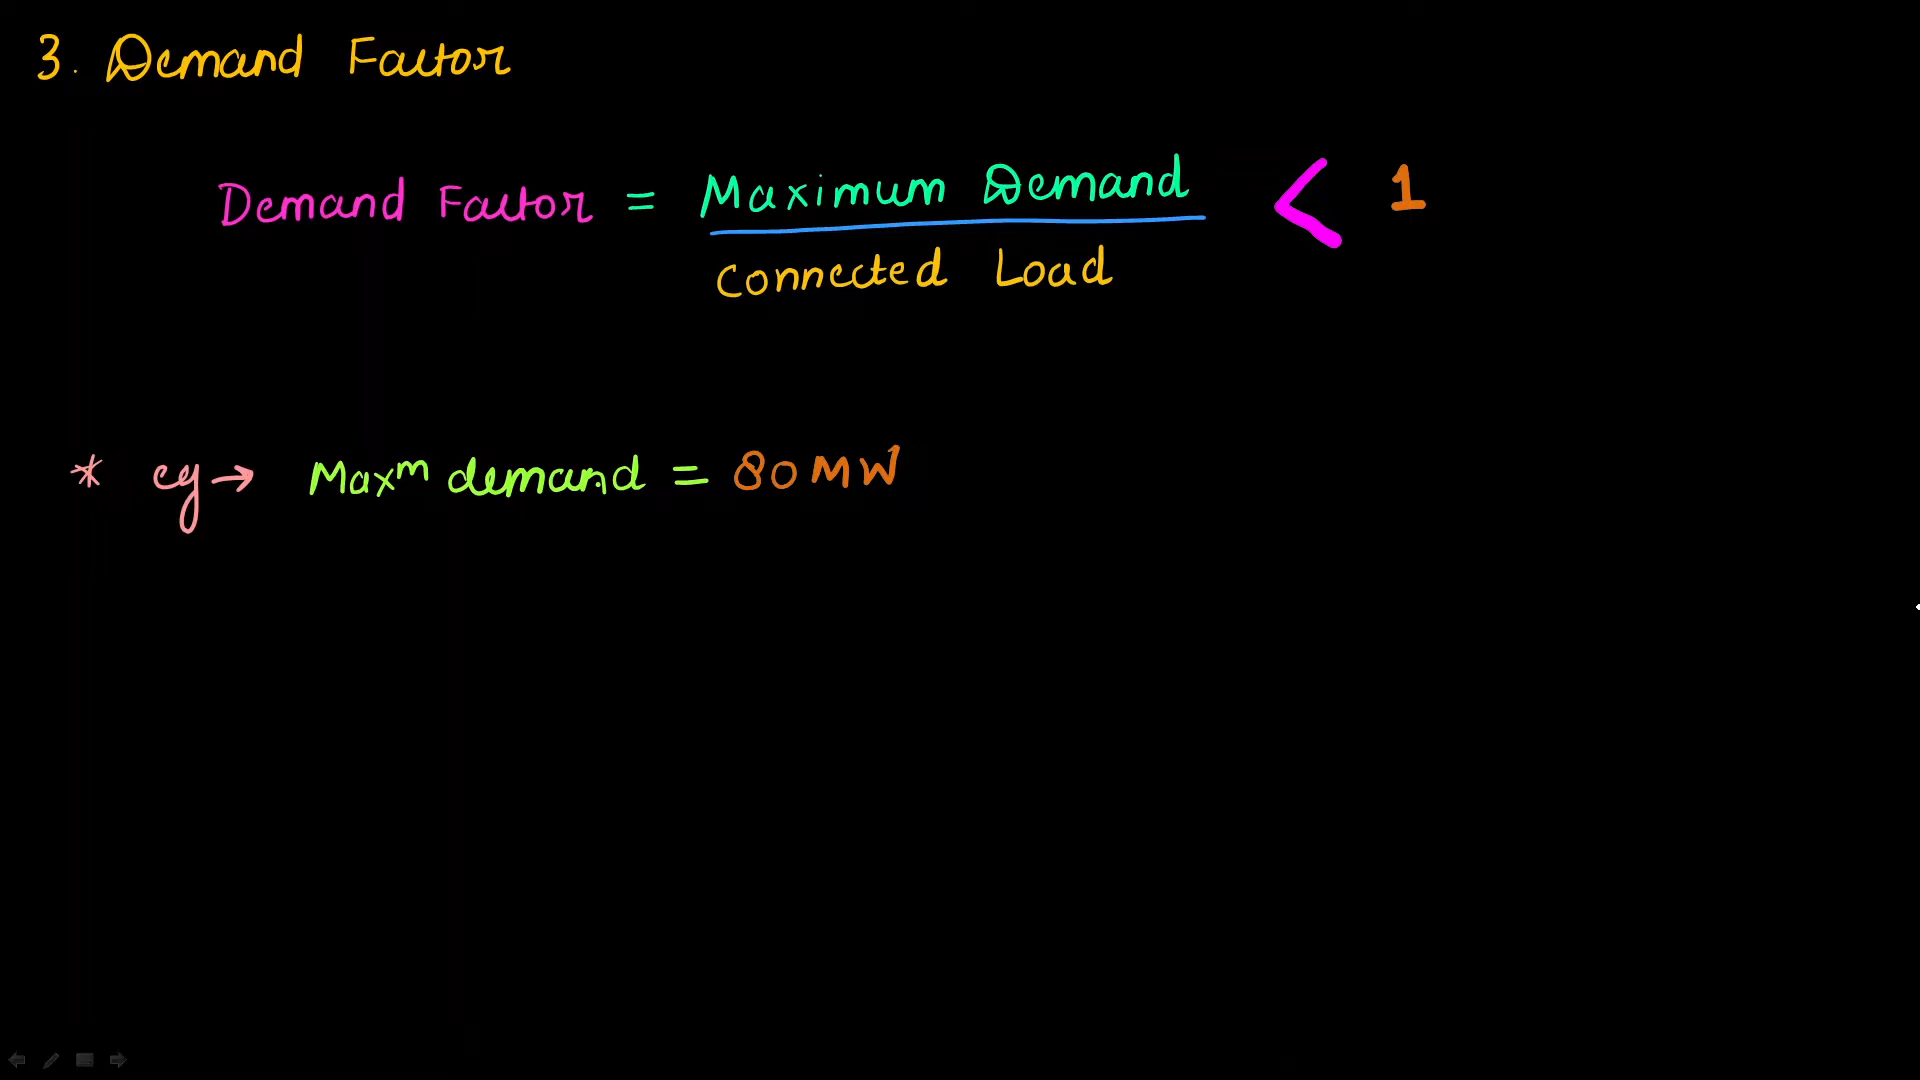 3. Demand Factor
Demand Factor = Maximum Demand < 1
Connected Load
* eg → Maxᵐ demand = 80 MW